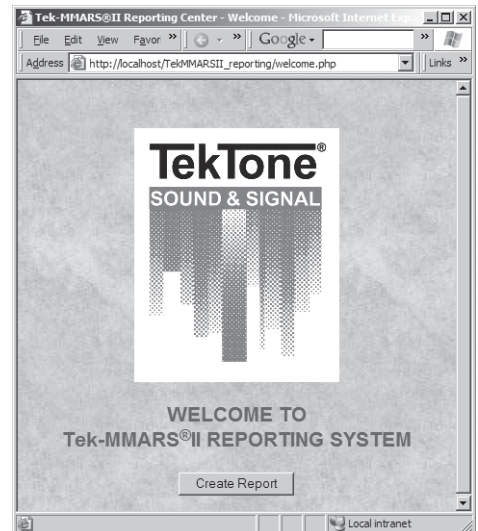 Tek-MMARS®II Reporting Center - Welcome - Microsoft Internet Exp...
File Edit View Favor » » Google »
Address http://localhost/TekMMARSII_reporting/welcome.php Links »
TekTone®
SOUND & SIGNAL
WELCOME TO
Tek-MMARS®II REPORTING SYSTEM
Create Report
Local intranet